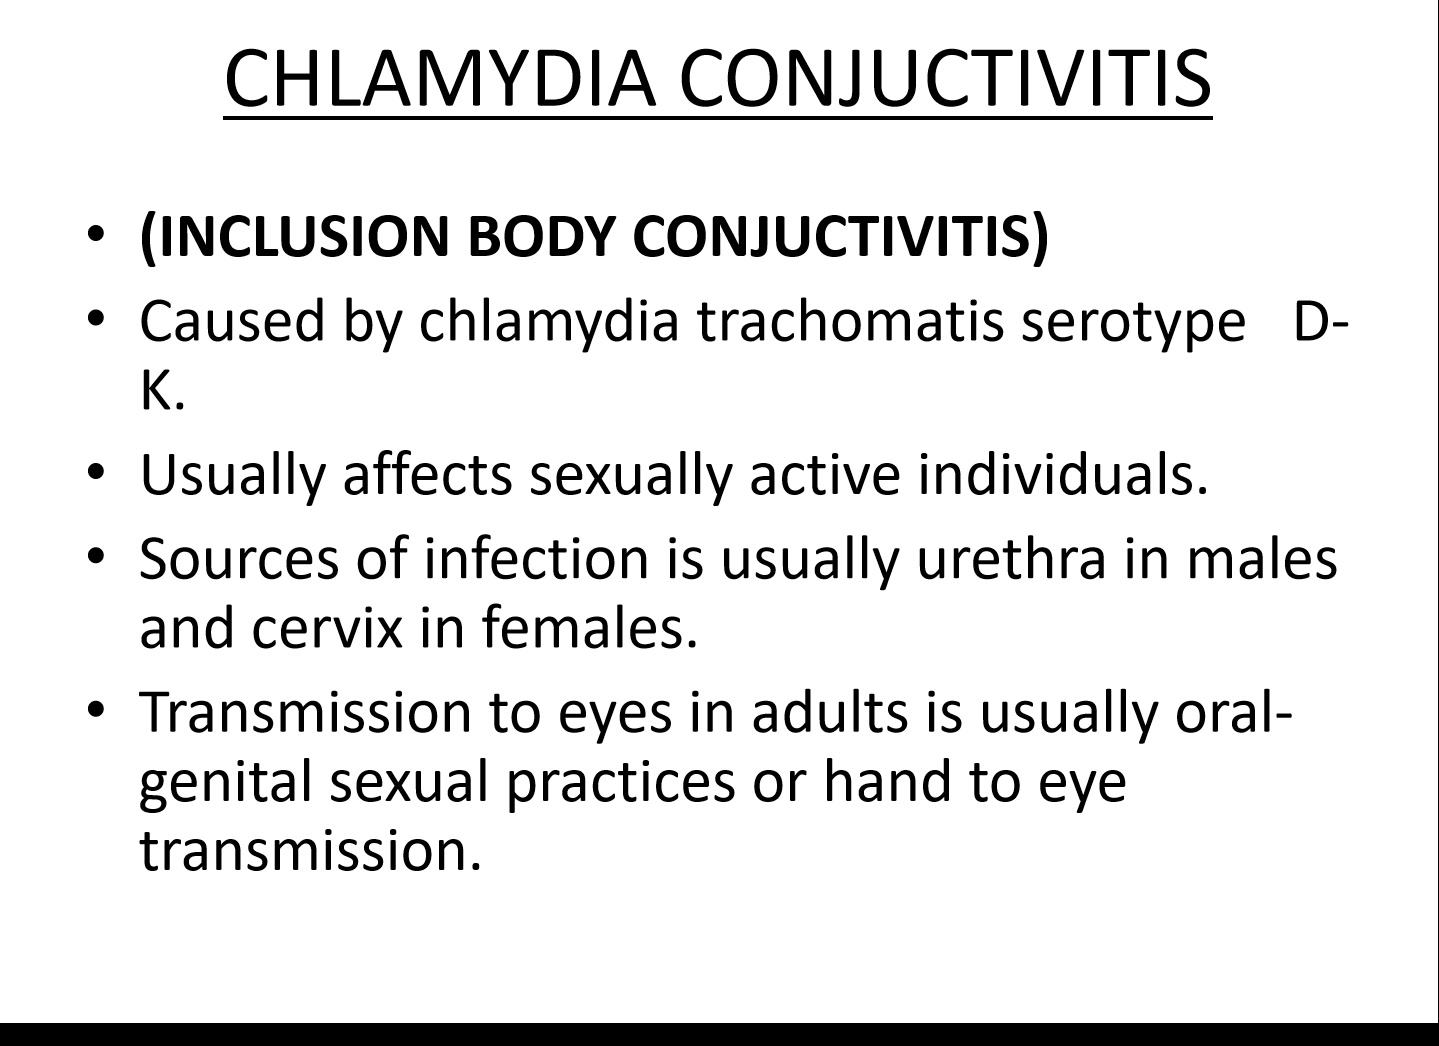 CHLAMYDIA CONJUCTIVITIS
• (INCLUSION BODY CONJUCTIVITIS)
• Caused by chlamydia trachomatis serotype D-
K.
• Usually affects sexually active individuals.
• Sources of infection is usually urethra in males
and cervix in females.
• Transmission to eyes in adults is usually oral-
genital sexual practices or hand to eye
transmission.